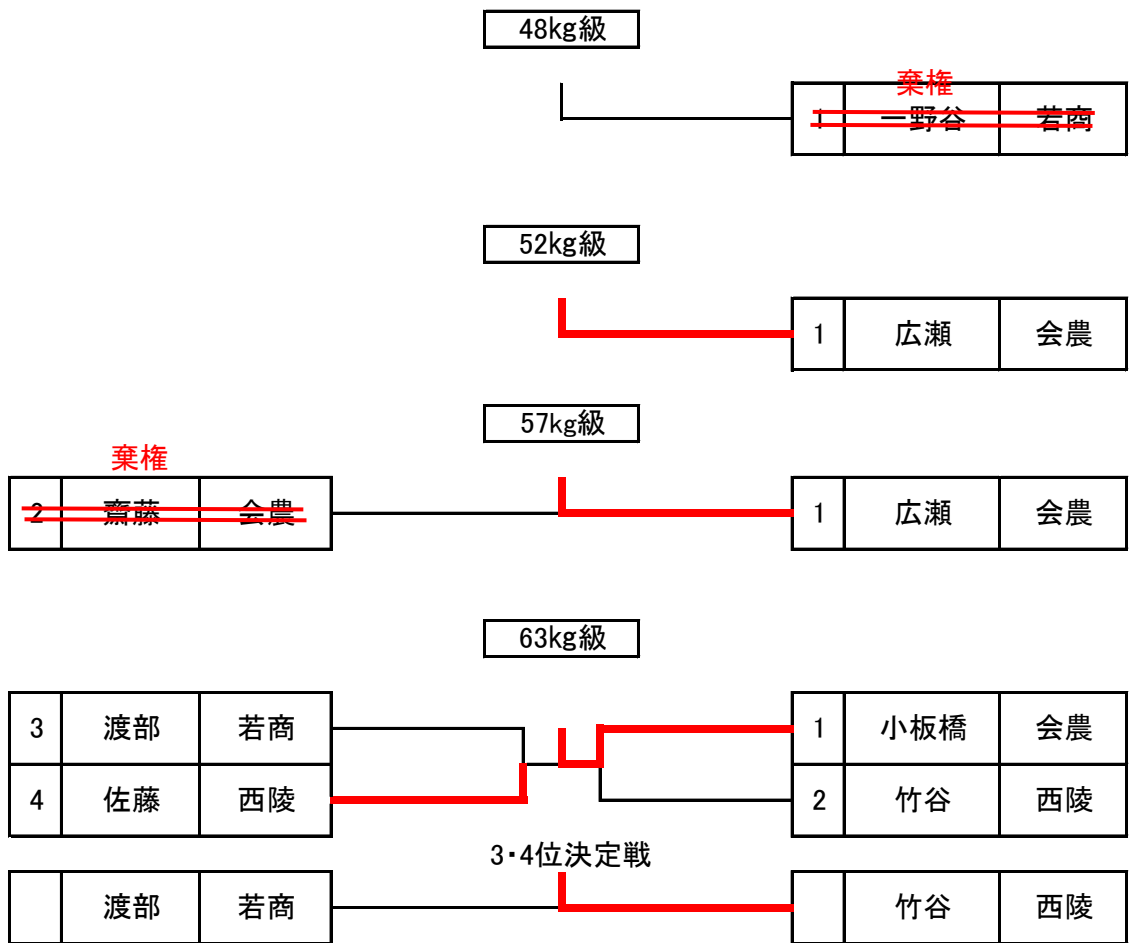 48kg級
棄権
1 一野谷 若商
52kg級
1 広瀬 会農
57kg級
棄権
2 齋藤 会農 1 広瀬 会農
63kg級
3 渡部 若商 1 小板橋 会農
4 佐藤 西陵 2 竹谷 西陵
3・4位決定戦
渡部 若商 竹谷 西陵